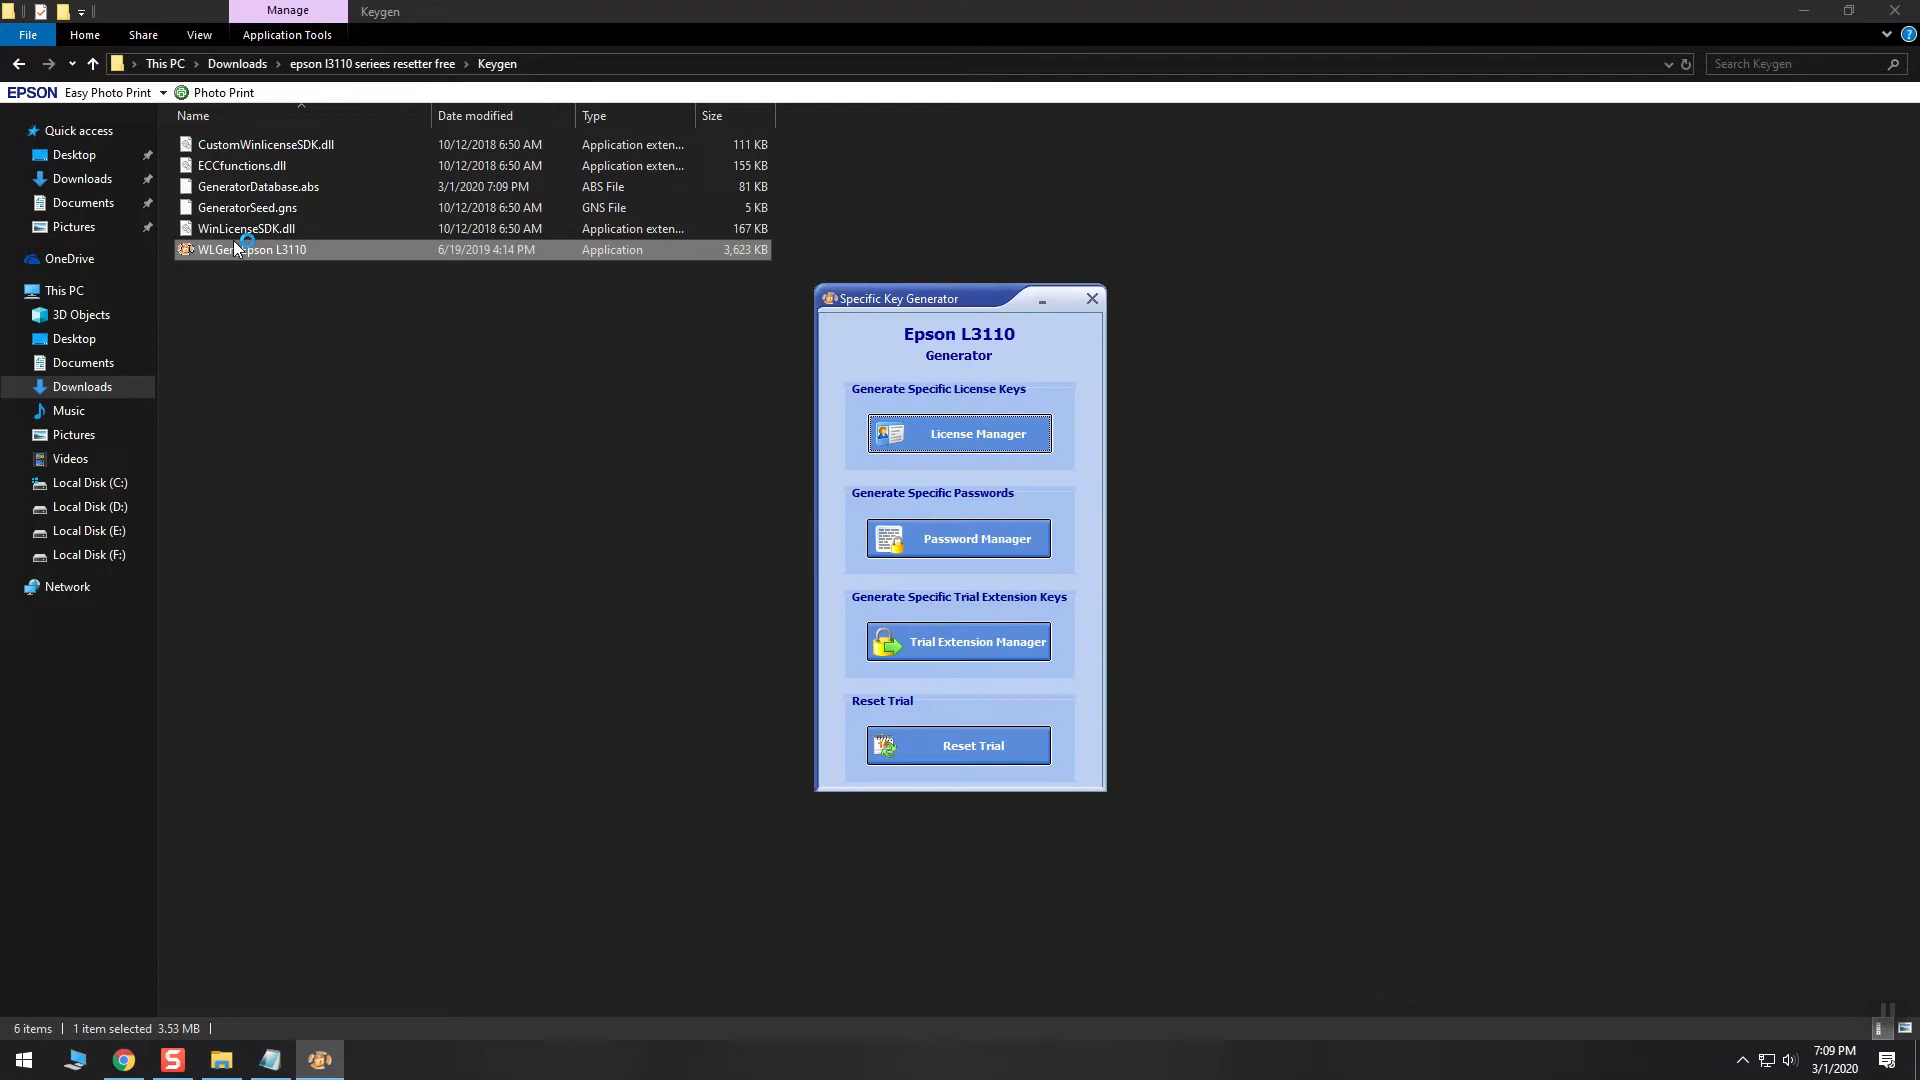 Manage
Keygen
File Home Share View Application Tools
This PC Downloads epson l3110 seriees resetter free Keygen Search Keygen
EPSON Easy Photo Print Photo Print
Name Date modified Type Size
CustomWinlicenseSDK.dll 10/12/2018 6:50 AM Application exten... 111 KB
ECCfunctions.dll 10/12/2018 6:50 AM Application exten... 155 KB
GeneratorDatabase.abs 3/1/2020 7:09 PM ABS File 81 KB
GeneratorSeed.gns 10/12/2018 6:50 AM GNS File 5 KB
WinLicenseSDK.dll 10/12/2018 6:50 AM Application exten... 167 KB
L3110 6/19/2019 4:14 PM Application 3,623 KB
Quick access
Desktop
Downloads
Documents
Pictures
OneDrive
This PC
3D Objects
Desktop
Documents
Downloads
Music
Pictures
Videos
Local Disk (C:)
Local Disk (D:)
Local Disk (E:)
Local Disk (F:)
Network
Specific Key Generator
Epson L3110
Generator
Generate Specific License Keys
License Manager
Generate Specific Passwords
Password Manager
Generate Specific Trial Extension Keys
Trial Extension Manager
Reset Trial
Reset Trial
6 items 1 item selected 3.53 MB
7:09 PM
3/1/2020